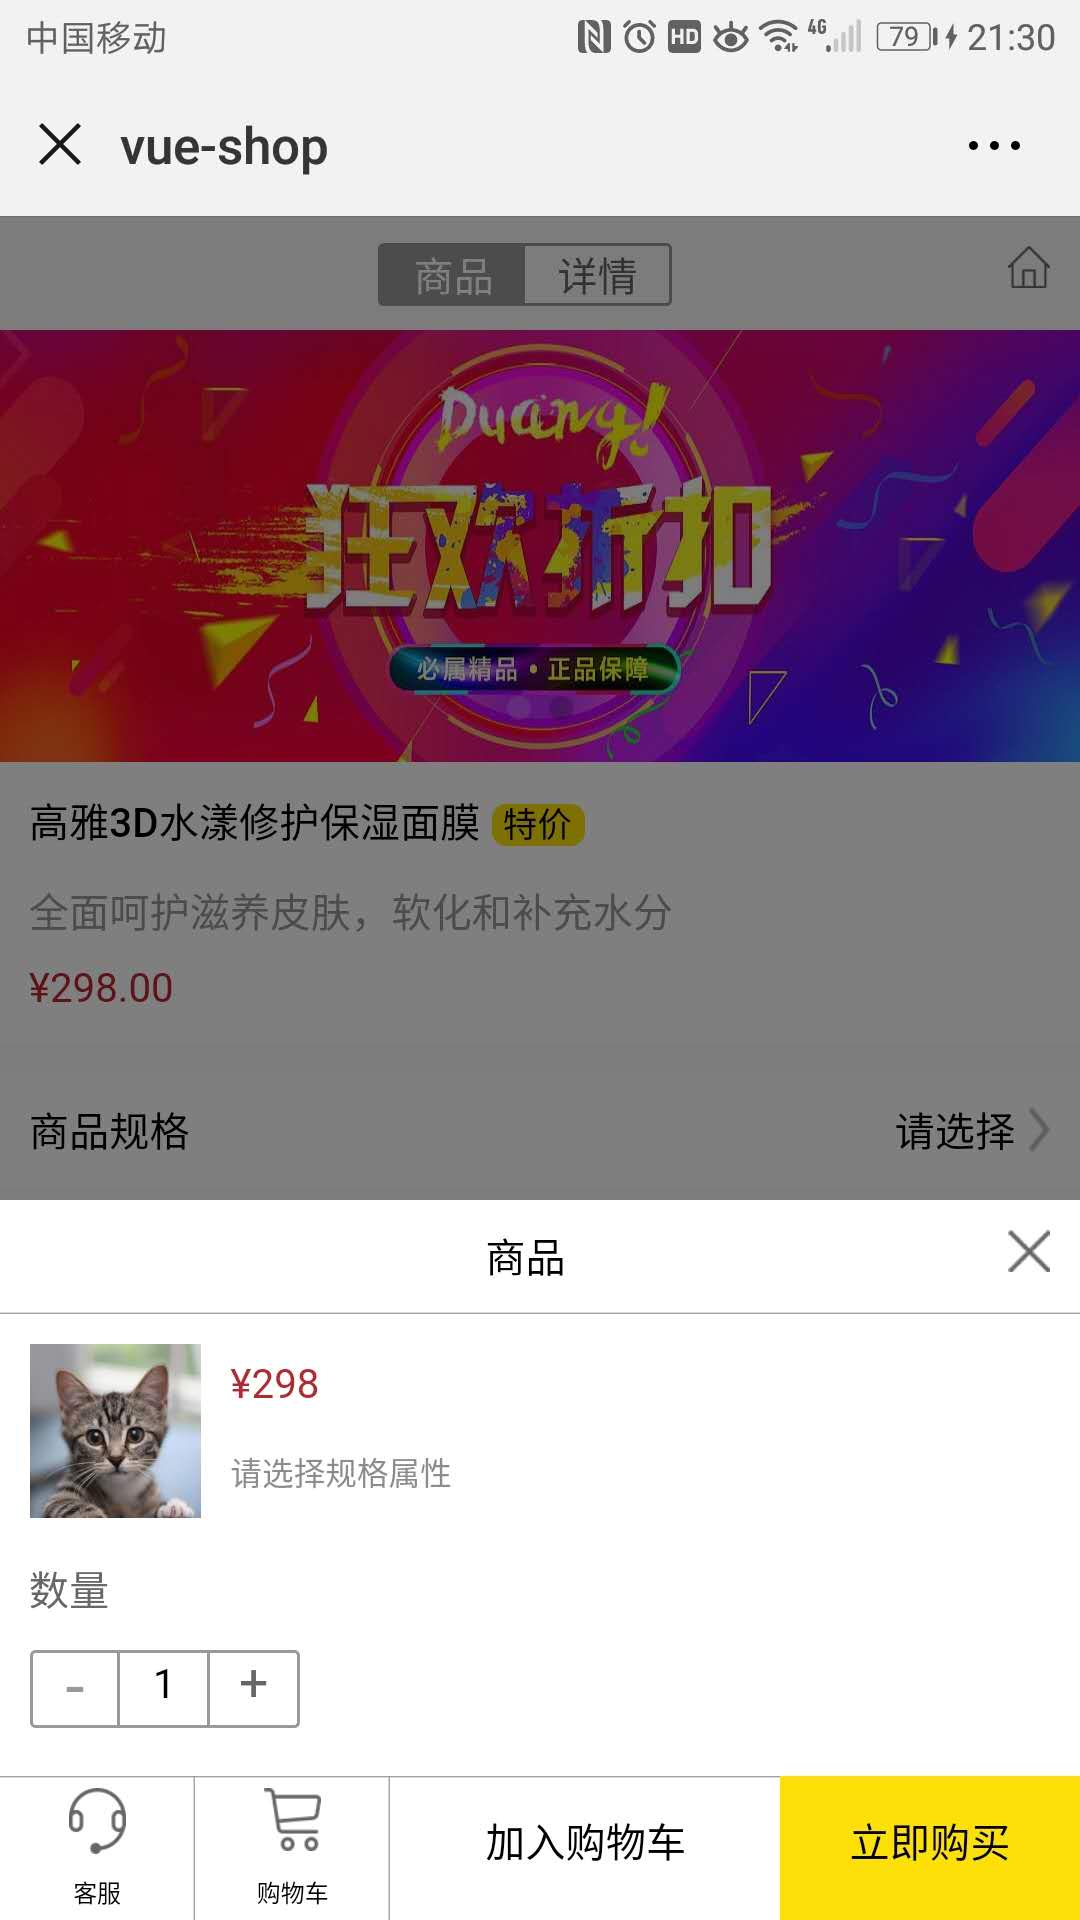 中国移动 HD 4G 79 21:30
vue-shop
商品 详情
Duang!
狂欢折扣
必属精品·正品保障
高雅3D水漾修护保湿面膜 特价
全面呵护滋养皮肤，软化和补充水分
¥298.00
商品规格 请选择
商品
¥298
请选择规格属性
数量
- 1 +
客服 购物车 加入购物车 立即购买